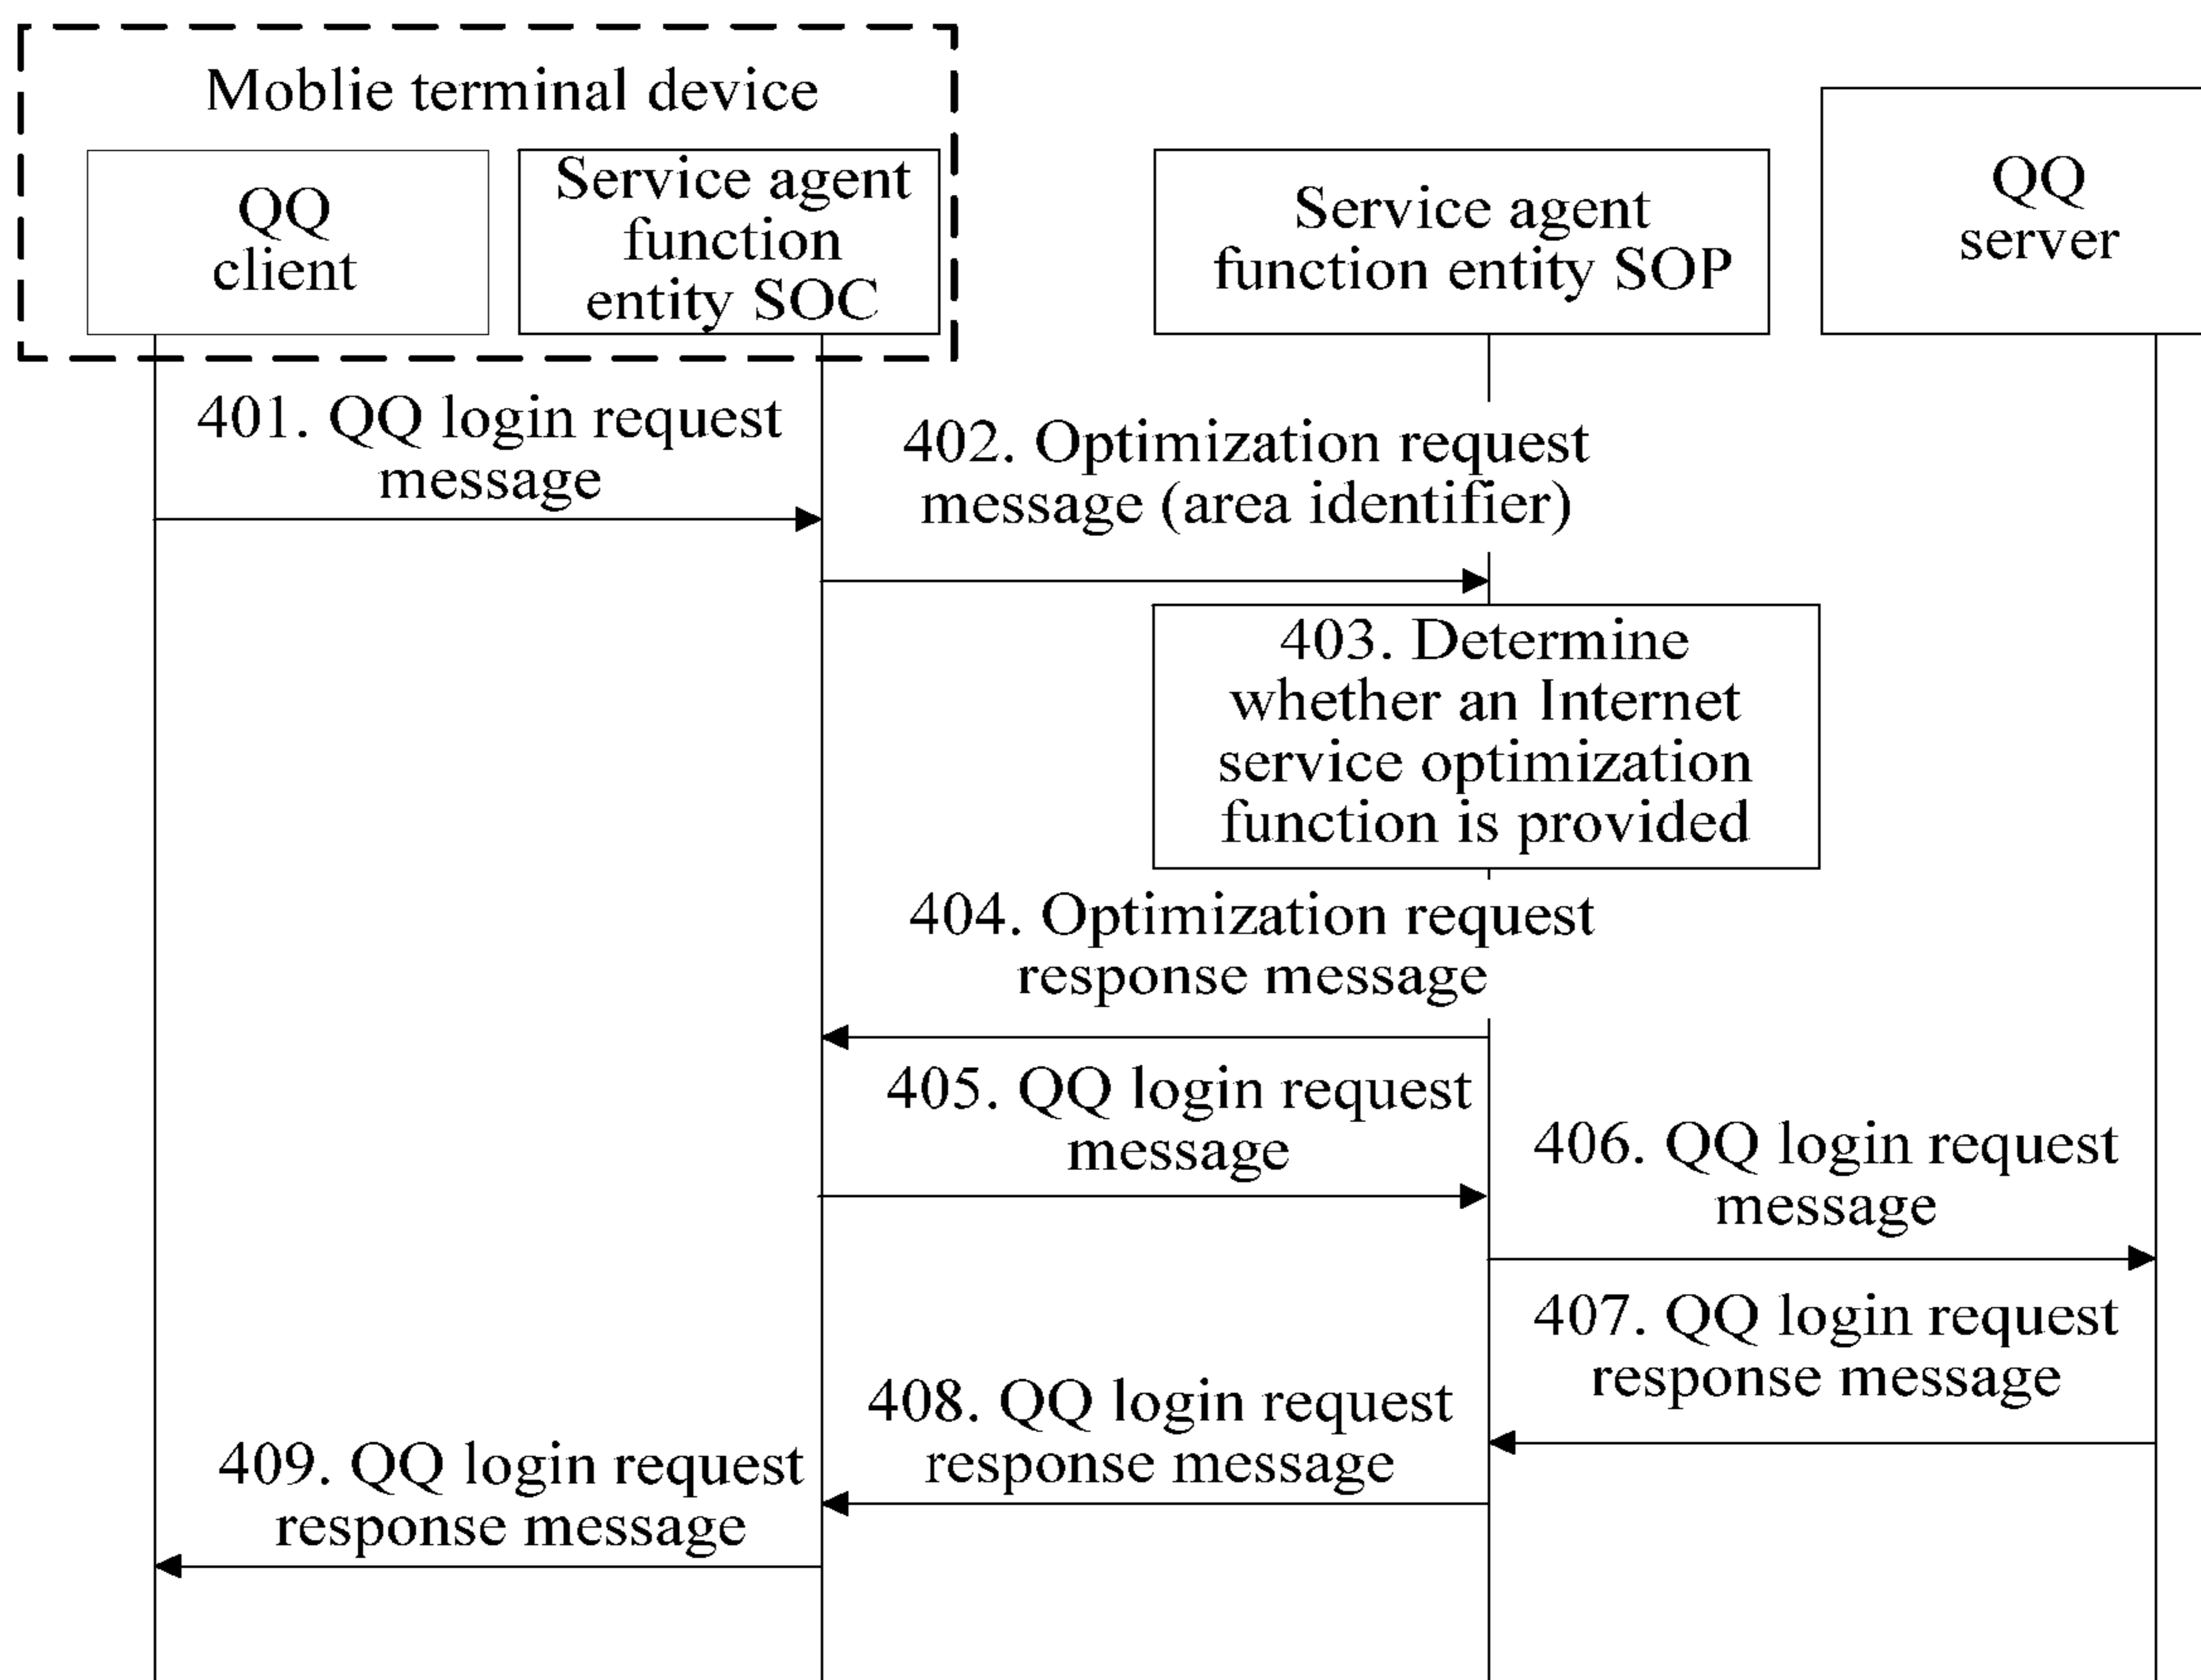 Moblie terminal device
QQ
client
Service agent
function
entity SOC
Service agent
function entity SOP
QQ
server
401. QQ login request
message
402. Optimization request
message (area identifier)
403. Determine
whether an Internet
service optimization
function is provided
404. Optimization request
response message
405. QQ login request
message
406. QQ login request
message
407. QQ login request
response message
408. QQ login request
response message
409. QQ login request
response message